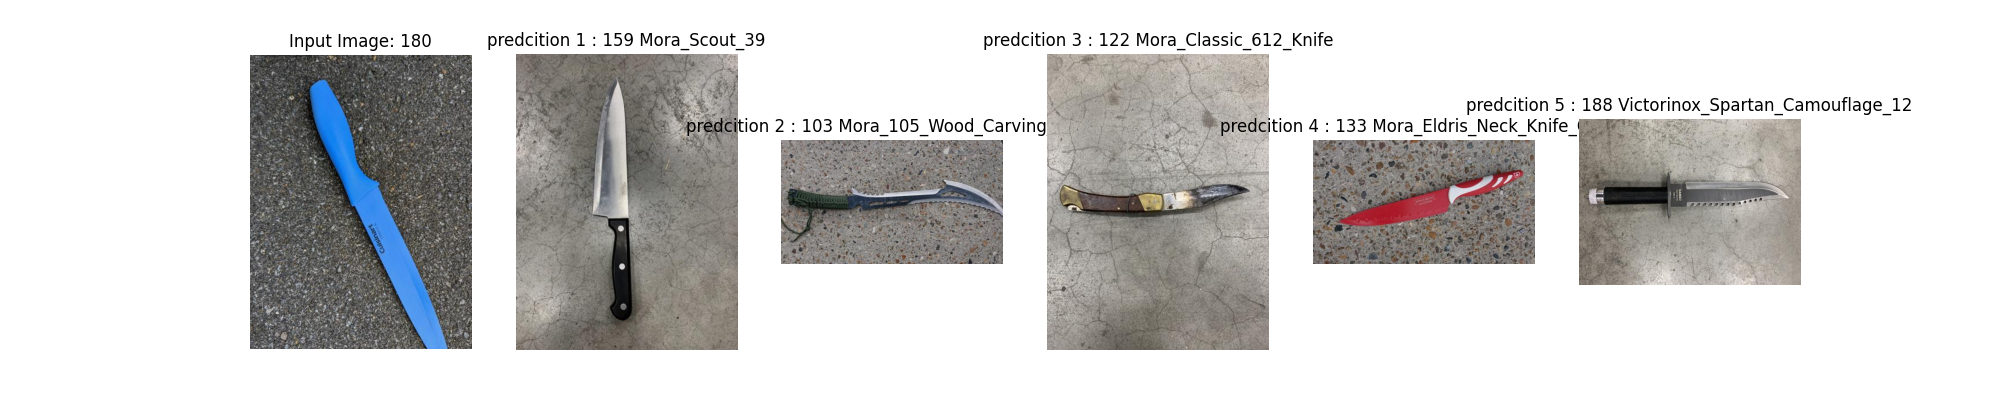 Input Image: 180
predcition 1 : 159 Mora_Scout_39
predcition 2 : 103 Mora_105_Wood_Carving
predcition 3 : 122 Mora_Classic_612_Knife
predcition 4 : 133 Mora_Eldris_Neck_Knife_
predcition 5 : 188 Victorinox_Spartan_Camouflage_12
Cuisinart